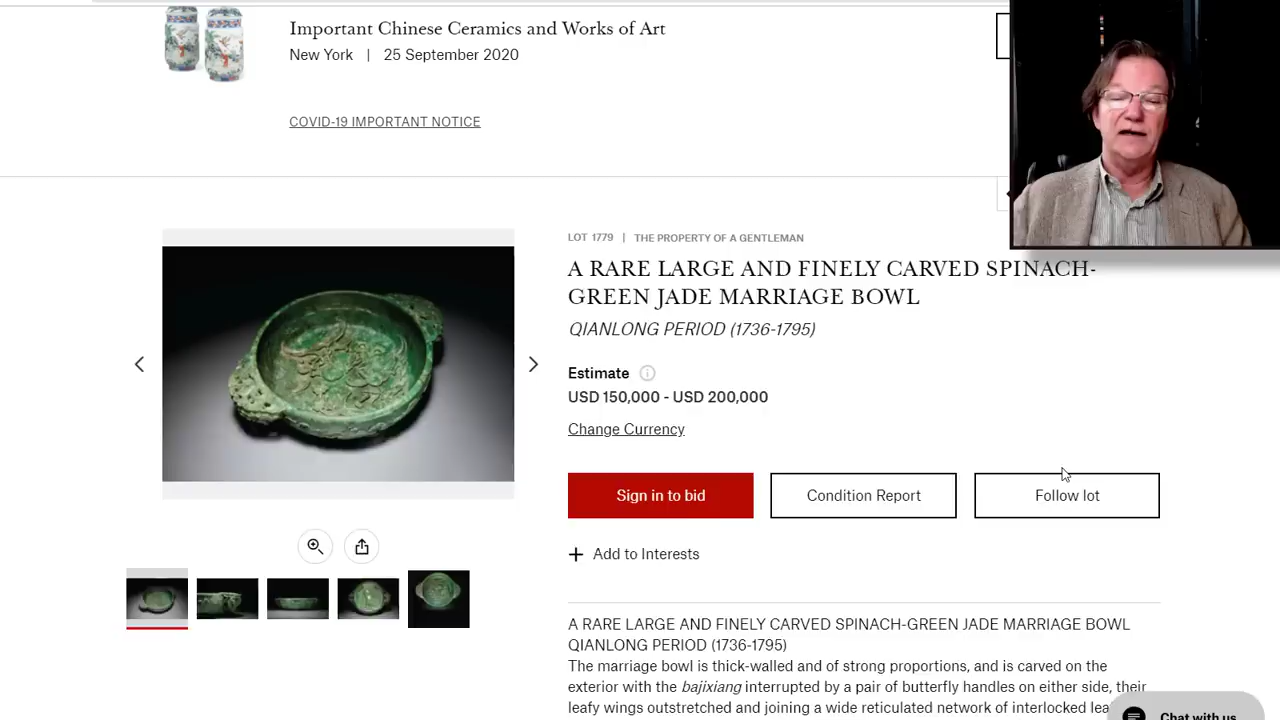 Important Chinese Ceramics and Works of Art
New York | 25 September 2020
COVID-19 IMPORTANT NOTICE
LOT 1779 | THE PROPERTY OF A GENTLEMAN
A RARE LARGE AND FINELY CARVED SPINACH-
GREEN JADE MARRIAGE BOWL
QIANLONG PERIOD (1736-1795)
Estimate
USD 150,000 - USD 200,000
Change Currency
Sign in to bid
Condition Report
Follow lot
Add to Interests
A RARE LARGE AND FINELY CARVED SPINACH-GREEN JADE MARRIAGE BOWL
QIANLONG PERIOD (1736-1795)
The marriage bowl is thick-walled and of strong proportions, and is carved on the
exterior with the bajixiang interrupted by a pair of butterfly handles on either side, their
leafy wings outstretched and joining a wide reticulated network of interlocked
Chat with us